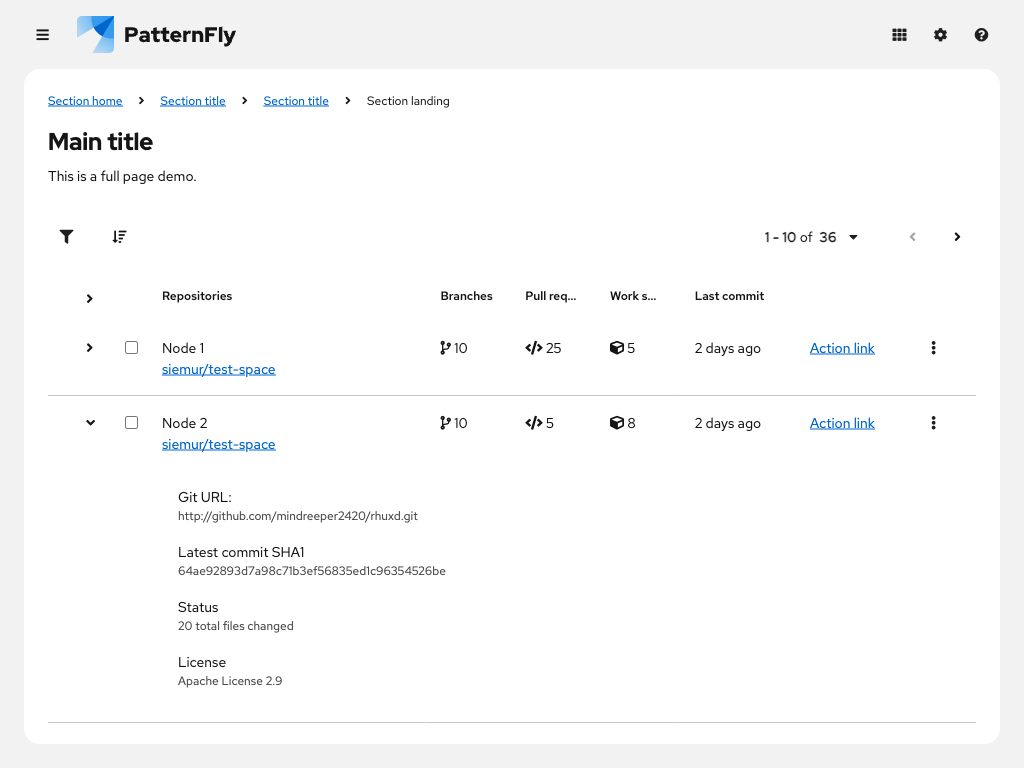 PatternFly
Section home Section title Section title Section landing
Main title
This is a full page demo.
1 - 10 of 36
Repositories Branches Pull req... Work s... Last commit
Node 1 10 25 5 2 days ago Action link
siemur/test-space
Node 2 10 5 8 2 days ago Action link
siemur/test-space
Git URL:
http://github.com/mindreeper2420/rhuxd.git
Latest commit SHA1
64ae92893d7a98c71b3ef56835ed1c96354526be
Status
20 total files changed
License
Apache License 2.9